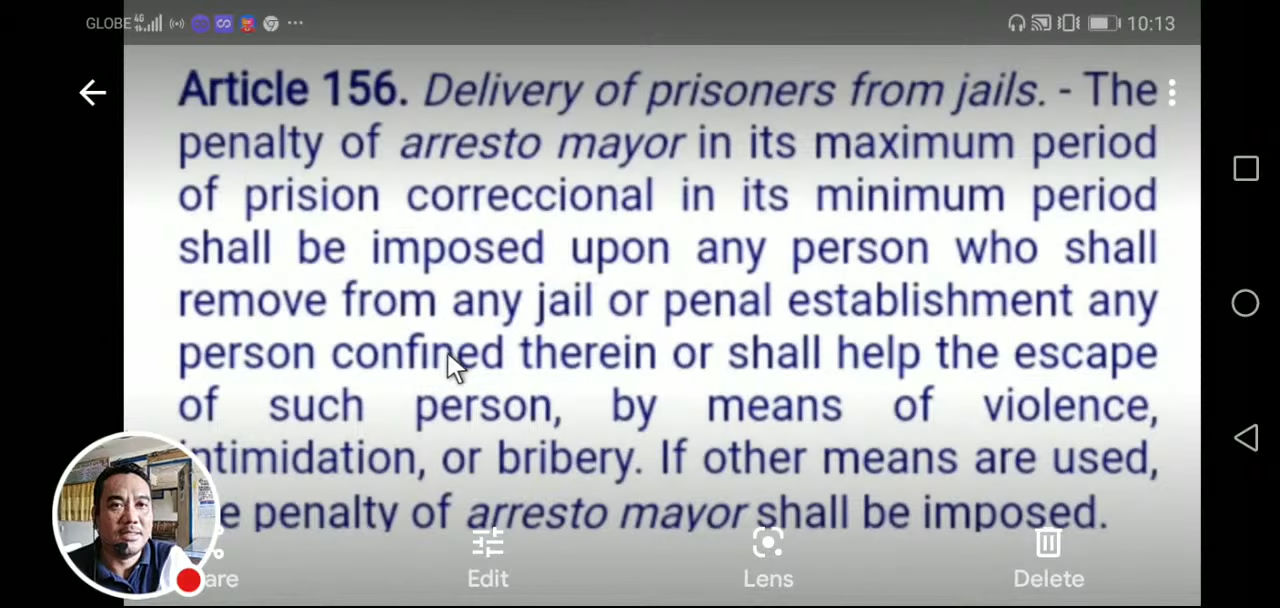 GLOBE 4G 10:13
Article 156. Delivery of prisoners from jails. - The
penalty of arresto mayor in its maximum period
of prision correccional in its minimum period
shall be imposed upon any person who shall
remove from any jail or penal establishment any
person confined therein or shall help the escape
of such person, by means of violence,
intimidation, or bribery. If other means are used,
penalty of arresto mayor shall be imposed.
Edit Lens Delete